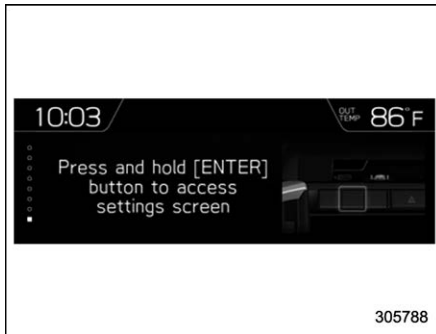 10:03
OUT TEMP 86°F
Press and hold [ENTER]
button to access
settings screen
305788